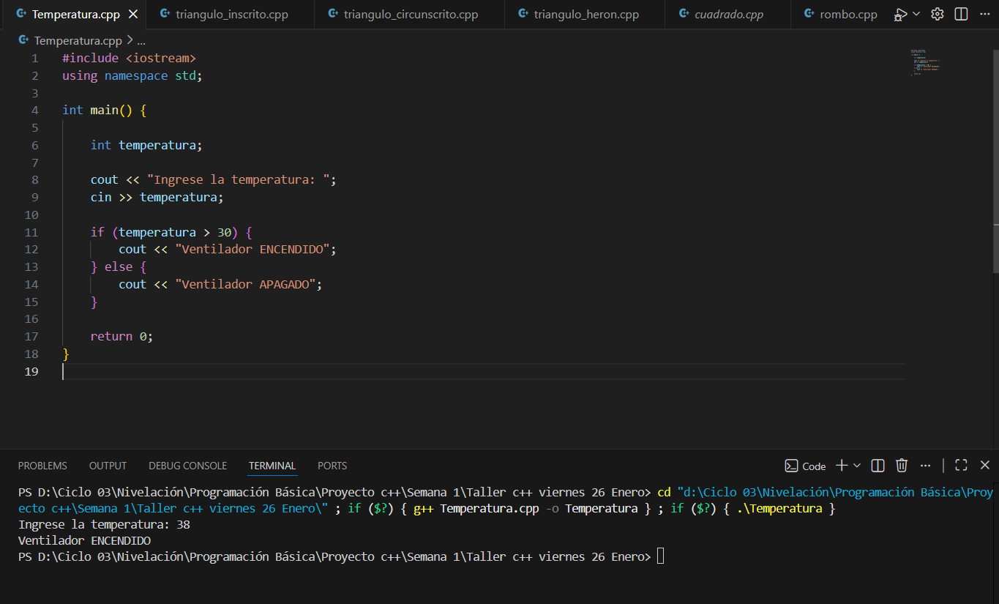 Temperatura.cpp triangulo_inscrito.cpp triangulo_circunscrito.cpp triangulo_heron.cpp cuadrado.cpp rombo.cpp
Temperatura.cpp > ...
1 #include <iostream>
2 using namespace std;
3
4 int main() {
5
6     int temperatura;
7
8     cout << "Ingrese la temperatura: ";
9     cin >> temperatura;
10
11     if (temperatura > 30) {
12         cout << "Ventilador ENCENDIDO";
13     } else {
14         cout << "Ventilador APAGADO";
15     }
16
17     return 0;
18 }
19
PROBLEMS OUTPUT DEBUG CONSOLE TERMINAL PORTS Code
PS D:\Ciclo 03\Nivelación\Programación Básica\Proyecto c++\Semana 1\Taller c++ viernes 26 Enero> cd "d:\Ciclo 03\Nivelación\Programación Básica\Proy
ecto c++\Semana 1\Taller c++ viernes 26 Enero\" ; if ($?) { g++ Temperatura.cpp -o Temperatura } ; if ($?) { .\Temperatura }
Ingrese la temperatura: 38
Ventilador ENCENDIDO
PS D:\Ciclo 03\Nivelación\Programación Básica\Proyecto c++\Semana 1\Taller c++ viernes 26 Enero>